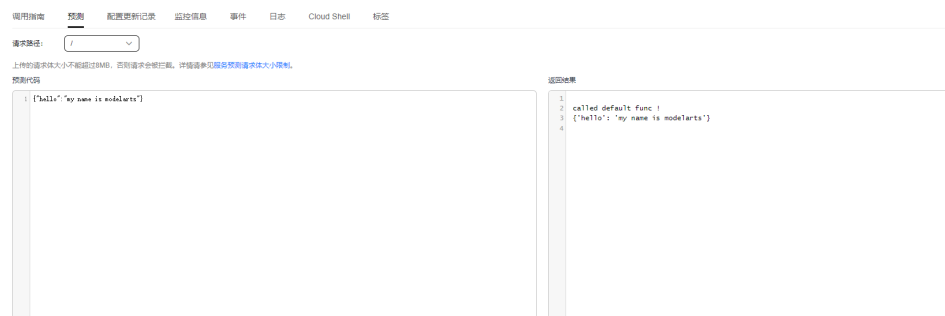 调用指南 预测 配置更新记录 监控信息 事件 日志 Cloud Shell 标签
请求路径： /
上传的请求体大小不能超过8MB，否则请求会被拦截。详情请参见服务预测请求体大小限制。
预测代码 返回结果
1 {"hello":"my name is modelarts"}
1
2 called default func !
3 {'hello': 'my name is modelarts'}
4